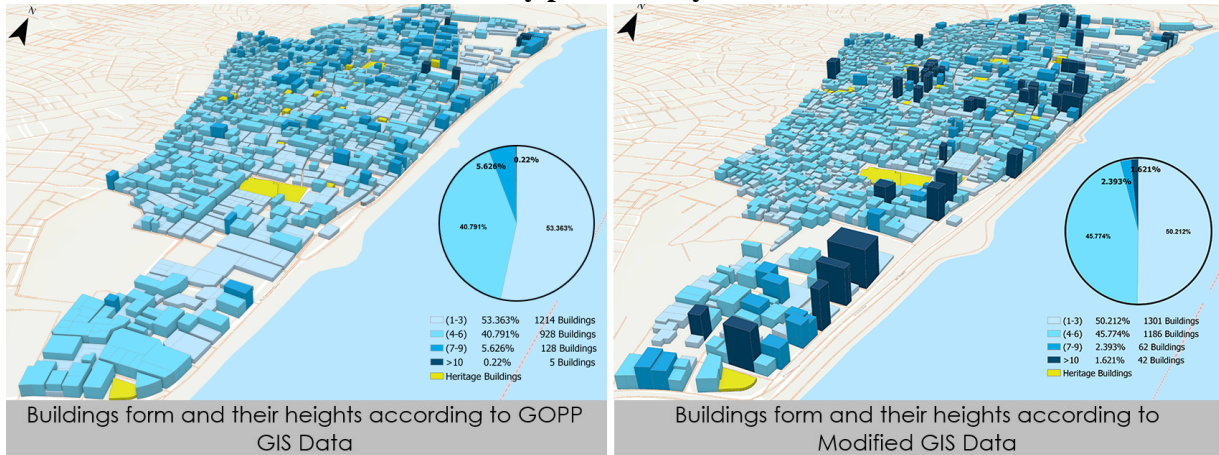 N
5.626%
0.22%
40.791%
53.363%
(1-3) 53.363% 1214 Buildings
(4-6) 40.791% 928 Buildings
(7-9) 5.626% 128 Buildings
>10 0.22% 5 Buildings
Heritage Buildings
Buildings form and their heights according to GOPP
GIS Data
N
2.393%
1.621%
45.774%
50.212%
(1-3) 50.212% 1301 Buildings
(4-6) 45.774% 1186 Buildings
(7-9) 2.393% 62 Buildings
>10 1.621% 42 Buildings
Heritage Buildings
Buildings form and their heights according to
Modified GIS Data